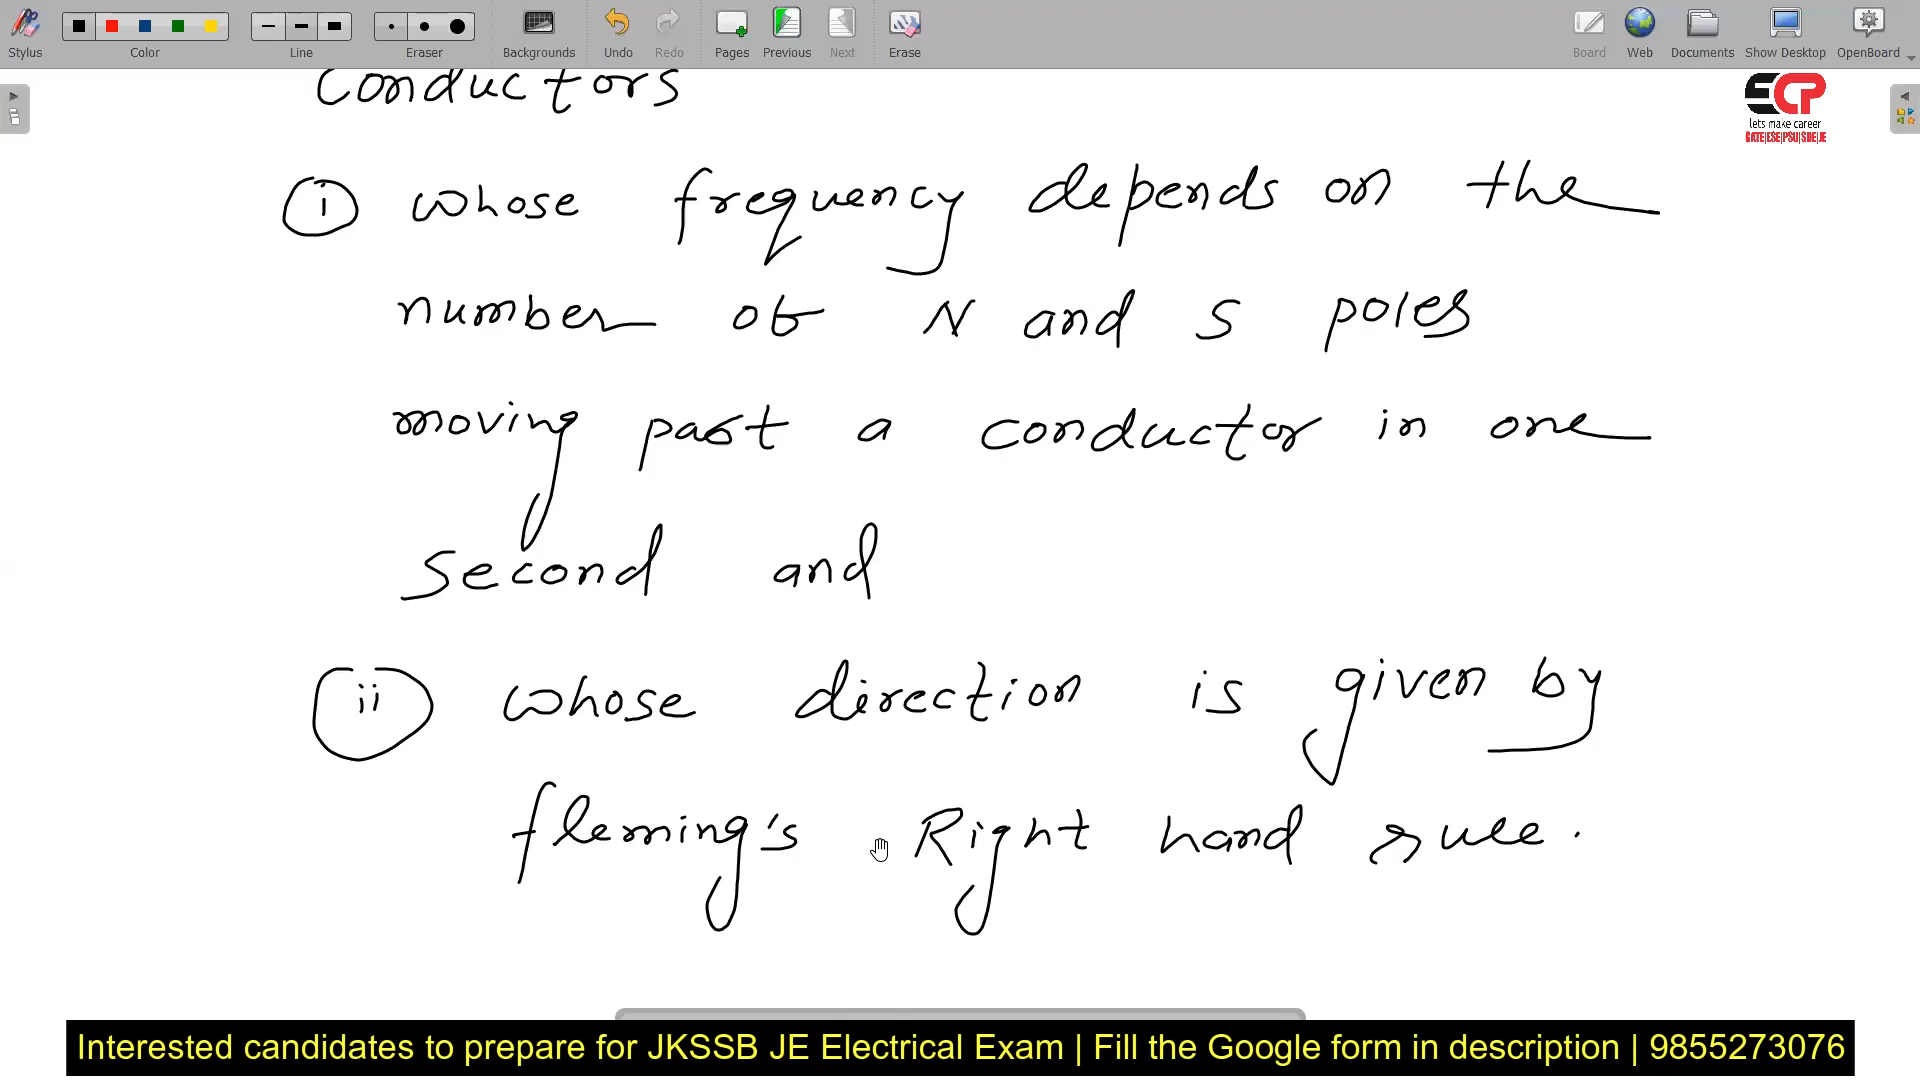 Stylus Color Line Eraser Backgrounds Undo Redo Pages Previous Next Erase Board Web Documents Show Desktop OpenBoard
Conductors
ECP
lets make career
GATE|ESE|PSU|SDE|JE
i whose frequency depends on the
number of N and S poles
moving past a conductor in one
second and
ii whose direction is given by
fleming's Right hand rule.
Interested candidates to prepare for JKSSB JE Electrical Exam | Fill the Google form in description | 9855273076